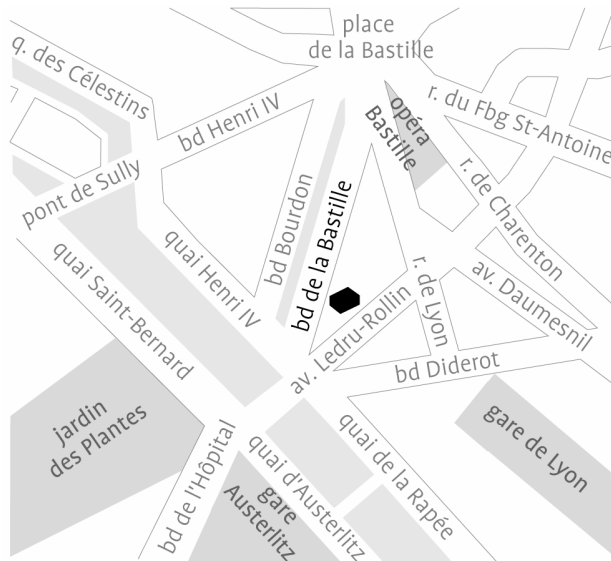 place
de la Bastille
q. des Célestins
bd Henri IV
opéra
Bastille
r. du Fbg St-Antoine
pont de Sully
bd Bourdon
bd de la Bastille
r. de Charenton
quai Saint-Bernard
quai Henri IV
r. de Lyon
av. Daumesnil
av. Ledru-Rollin
bd Diderot
jardin
des Plantes
bd de l'Hôpital
quai d'Austerlitz
gare
Austerlitz
quai de la Rapée
gare de Lyon